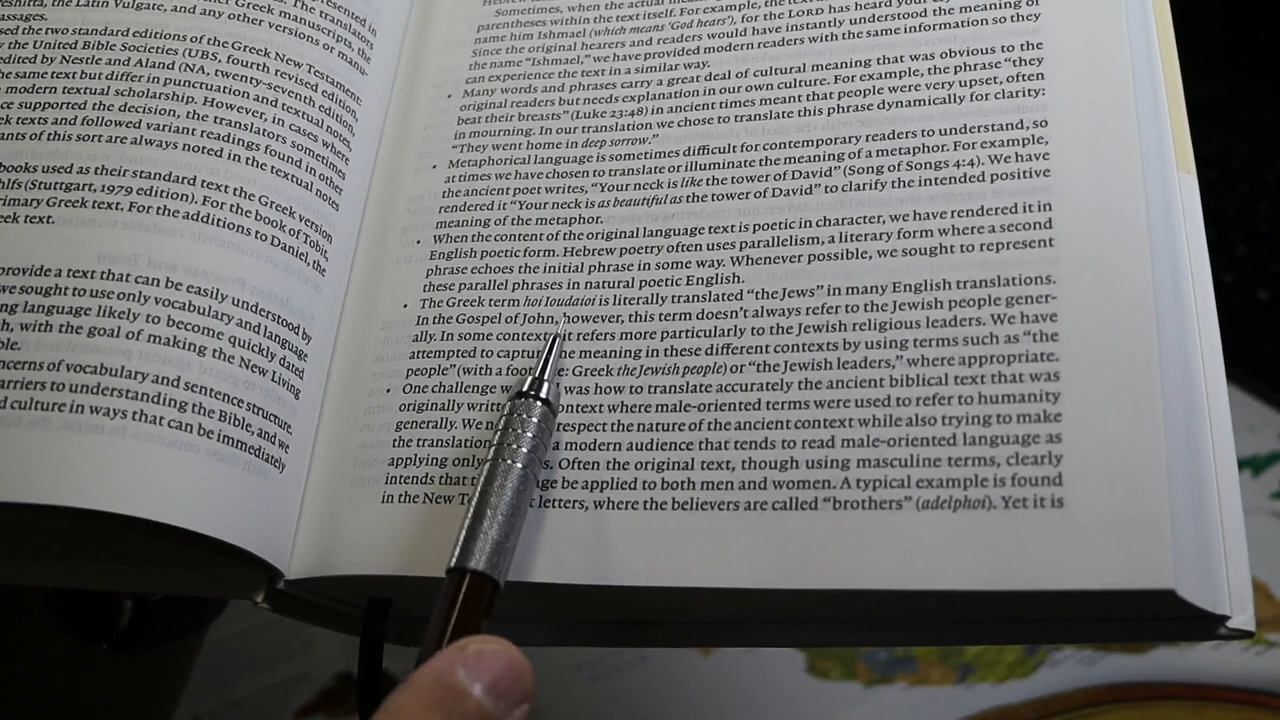 presented in
eshitta, the Latin Vulgate, and any other versions or manu-
assages.
sed the two standard editions of the Greek New Testament:
y the United Bible Societies (UBS, fourth revised edition,
edited by Nestle and Aland (NA, twenty-seventh edition,
he same text but differ in punctuation and textual notes,
modern textual scholarship. However, in cases where
ce supported the decision, the translators sometimes
ek texts and followed variant readings found in other
ants of this sort are always noted in the textual notes
books used as their standard text the Greek version
hlfs (Stuttgart, 1979 edition). For the book of Tobit,
rimary Greek text. For the additions to Daniel, the
eek text.
provide a text that can be easily understood by
we sought to use only vocabulary and language
ng language likely to become quickly dated
h, with the goal of making the New Living
ble.
ncerns of vocabulary and sentence structure.
arriers to understanding the Bible, and we
d culture in ways that can be immediately
Sometimes, when the actual
parentheses within the text itself. For example, the
name him Ishmael (which means 'God hears'), for the LORD has heard your
Since the original hearers and readers would have instantly understood the meaning of
the name “Ishmael,” we have provided modern readers with the same information so they
can experience the text in a similar way.
• Many words and phrases carry a great deal of cultural meaning that was obvious to the
original readers but needs explanation in our own culture. For example, the phrase “they
beat their breasts” (Luke 23:48) in ancient times meant that people were very upset, often
in mourning. In our translation we chose to translate this phrase dynamically for clarity:
“They went home in deep sorrow.”
• Metaphorical language is sometimes difficult for contemporary readers to understand, so
at times we have chosen to translate or illuminate the meaning of a metaphor. For example,
the ancient poet writes, “Your neck is like the tower of David” (Song of Songs 4:4). We have
rendered it “Your neck is as beautiful as the tower of David” to clarify the intended positive
meaning of the metaphor.
• When the content of the original language text is poetic in character, we have rendered it in
English poetic form. Hebrew poetry often uses parallelism, a literary form where a second
phrase echoes the initial phrase in some way. Whenever possible, we sought to represent
these parallel phrases in natural poetic English.
• The Greek term hoi Ioudaioi is literally translated “the Jews” in many English translations.
In the Gospel of John, however, this term doesn’t always refer to the Jewish people gener-
ally. In some context it refers more particularly to the Jewish religious leaders. We have
attempted to captur he meaning in these different contexts by using terms such as “the
people” (with a foot e: Greek the Jewish people) or “the Jewish leaders,” where appropriate.
• One challenge w was how to translate accurately the ancient biblical text that was
originally writt ontext where male-oriented terms were used to refer to humanity
generally. We n respect the nature of the ancient context while also trying to make
the translation a modern audience that tends to read male-oriented language as
applying only s. Often the original text, though using masculine terms, clearly
intends that t ge be applied to both men and women. A typical example is found
in the New T t letters, where the believers are called “brothers” (adelphoi). Yet it is